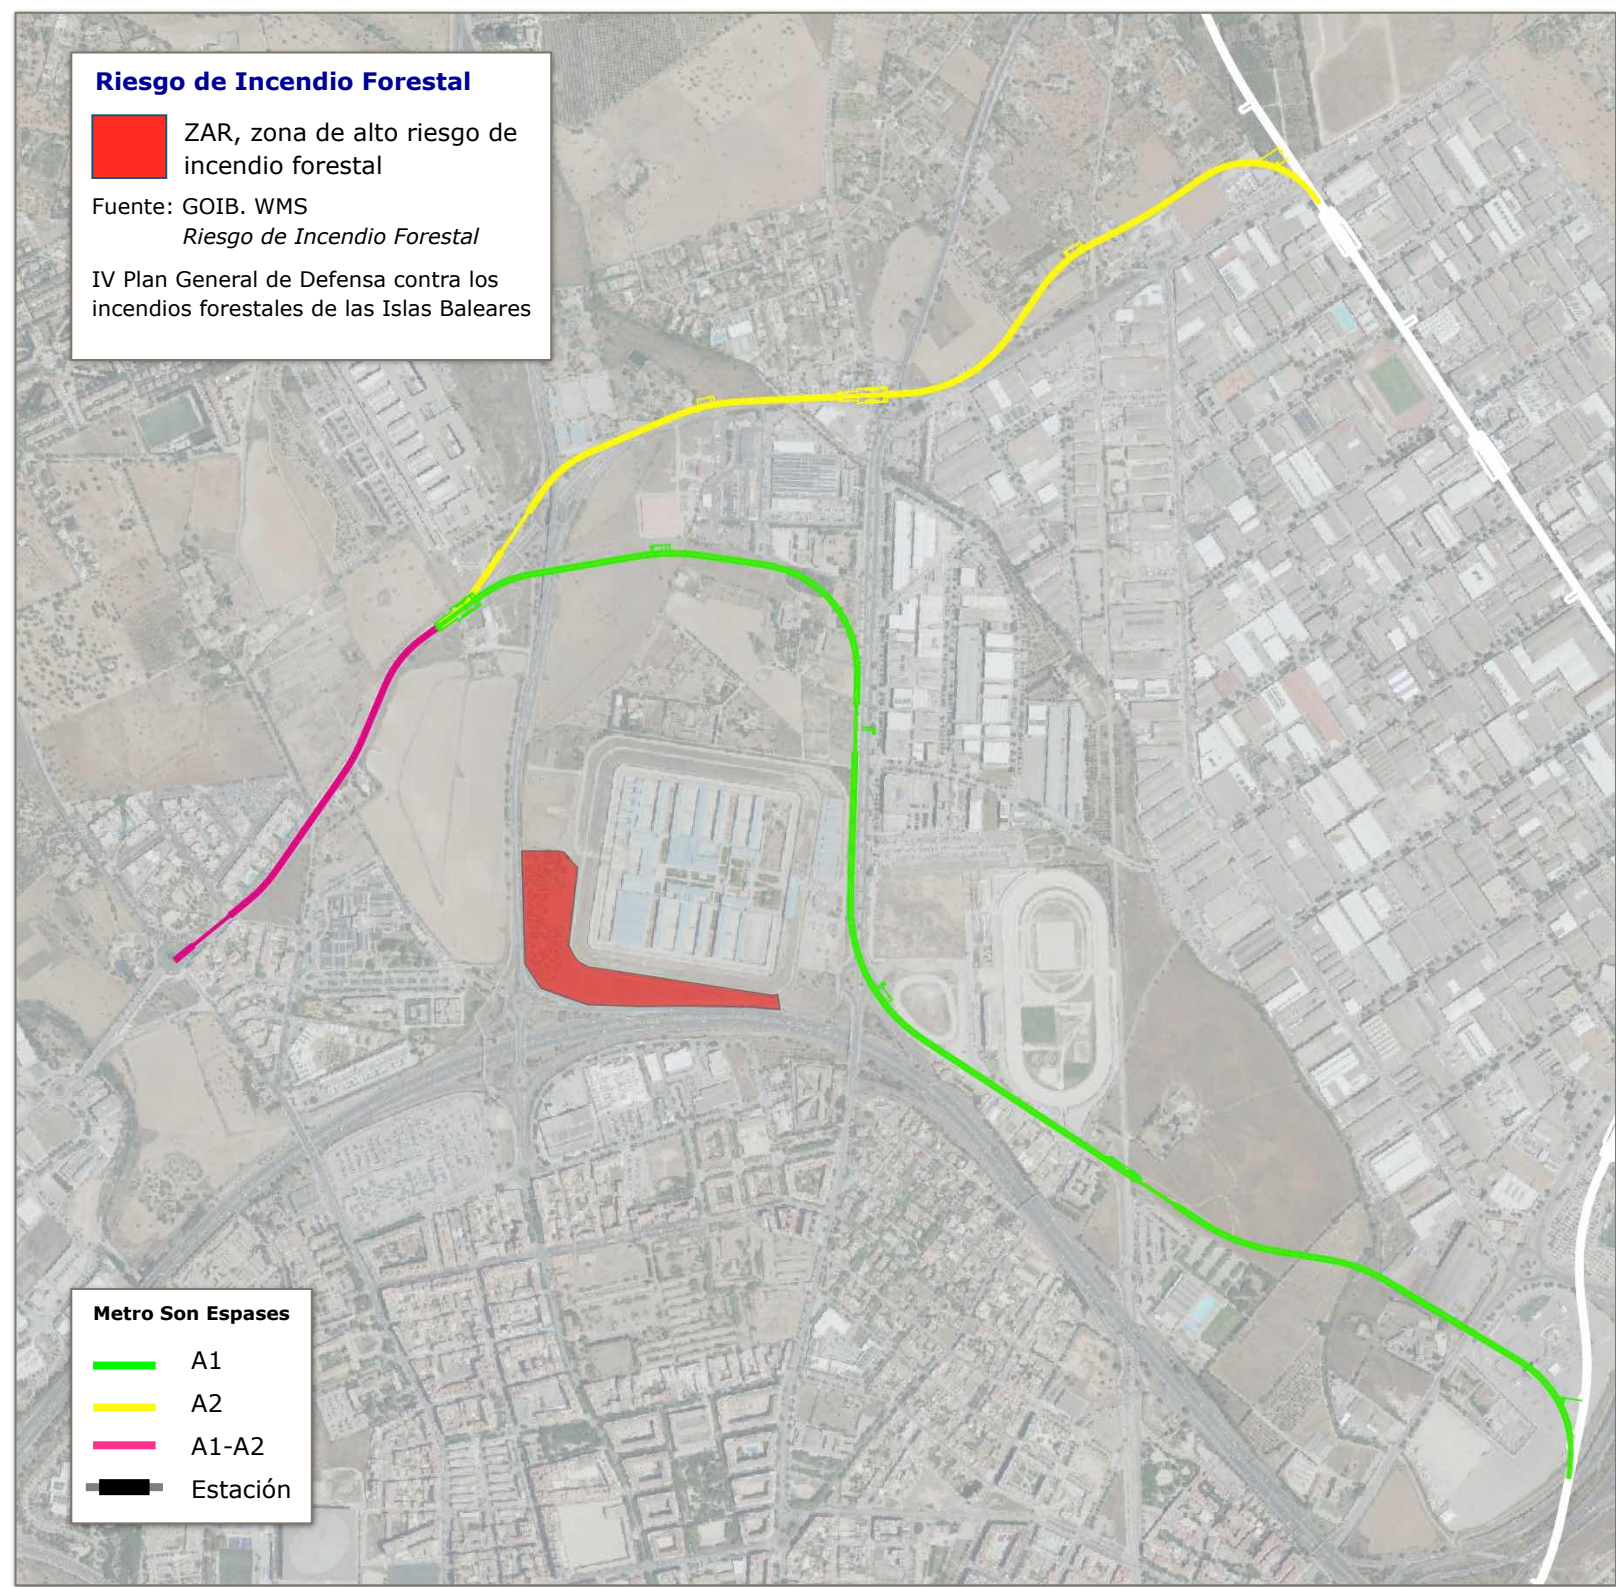 Riesgo de Incendio Forestal
ZAR, zona de alto riesgo de
incendio forestal
Fuente: GOIB. WMS
Riesgo de Incendio Forestal
IV Plan General de Defensa contra los
incendios forestales de las Islas Baleares
Metro Son Espases
A1
A2
A1-A2
Estación